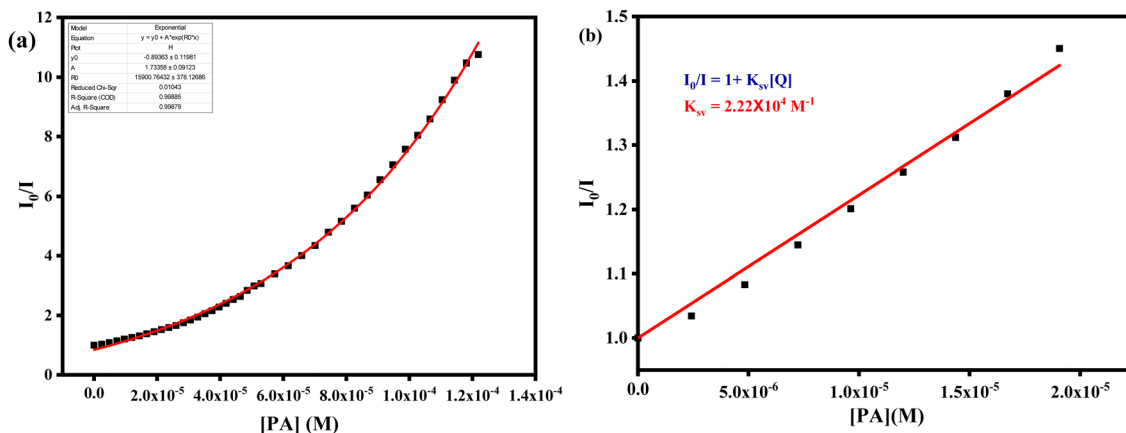 (a)
Model Exponential
Equation y = y0 + A*exp(R0*x)
Plot H
y0 -0.89363 ± 0.11981
A 1.73358 ± 0.09123
R0 15900.76432 ± 378.12686
Reduced Chi-Sqr 0.01043
R-Square (COD) 0.99885
Adj. R-Square 0.99879
12
10
8
6
4
2
0
I₀/I
0.0 2.0x10⁻⁵ 4.0x10⁻⁵ 6.0x10⁻⁵ 8.0x10⁻⁵ 1.0x10⁻⁴ 1.2x10⁻⁴ 1.4x10⁻⁴
[PA] (M)
(b)
I₀/I = 1+ Kₛᵥ[Q]
Kₛᵥ = 2.22X10⁴ M⁻¹
1.5
1.4
1.3
1.2
1.1
1.0
I₀/I
0.0 5.0x10⁻⁶ 1.0x10⁻⁵ 1.5x10⁻⁵ 2.0x10⁻⁵
[PA](M)